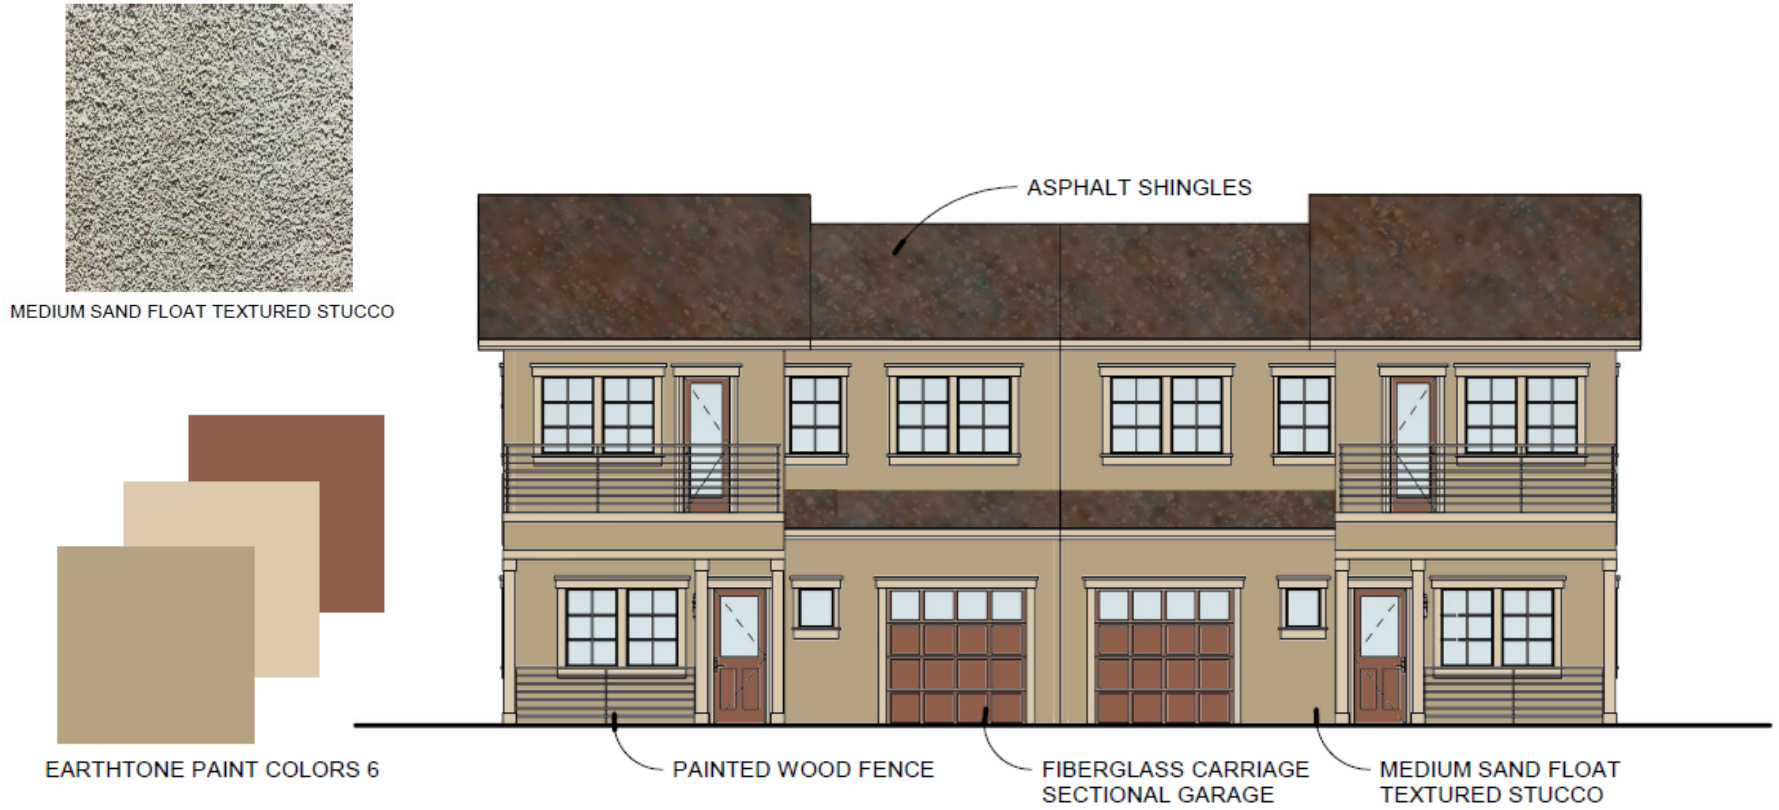 ASPHALT SHINGLES
MEDIUM SAND FLOAT TEXTURED STUCCO
EARTHTONE PAINT COLORS 6
PAINTED WOOD FENCE
FIBERGLASS CARRIAGE
SECTIONAL GARAGE
MEDIUM SAND FLOAT
TEXTURED STUCCO